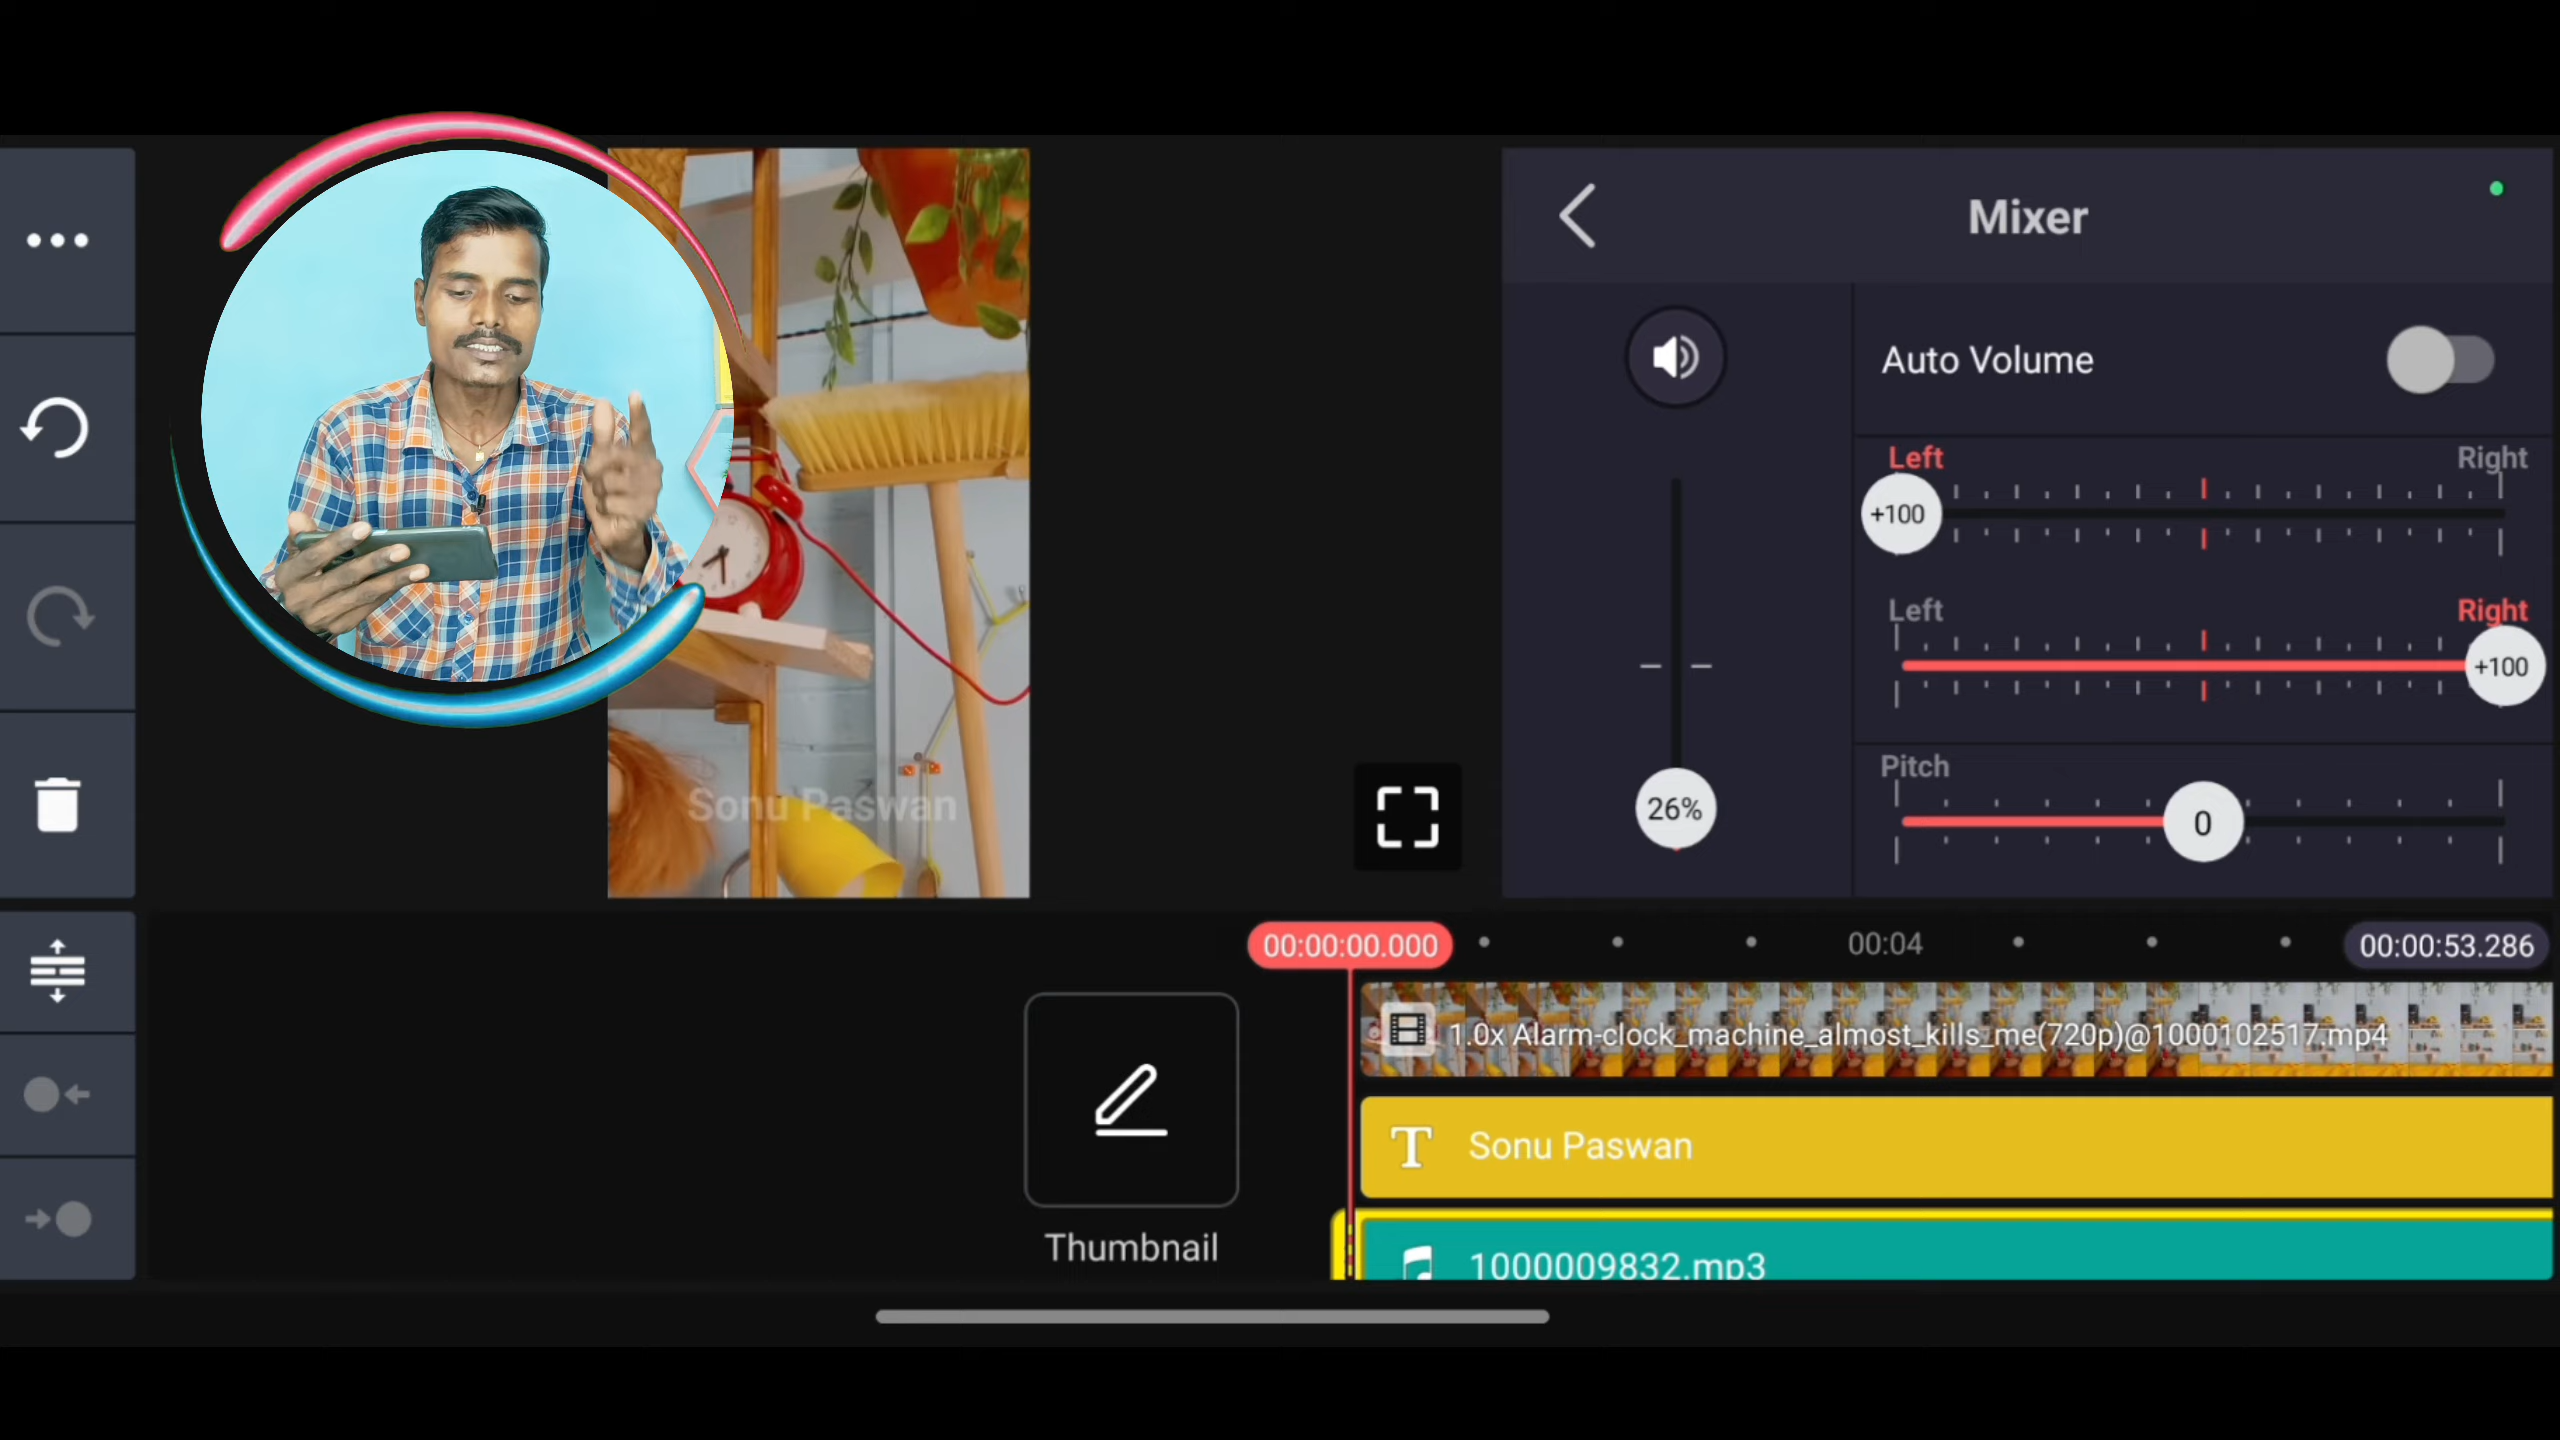 Mixer
Auto Volume
Left
Right
+100
Left
Right
+100
Pitch
26%
0
Sonu Paswan
00:00:00.000
00:04
00:00:53.286
1.0x Alarm-clock_machine_almost_kills_me(720p)@1000102517.mp4
T Sonu Paswan
Thumbnail
1000009832.mp3